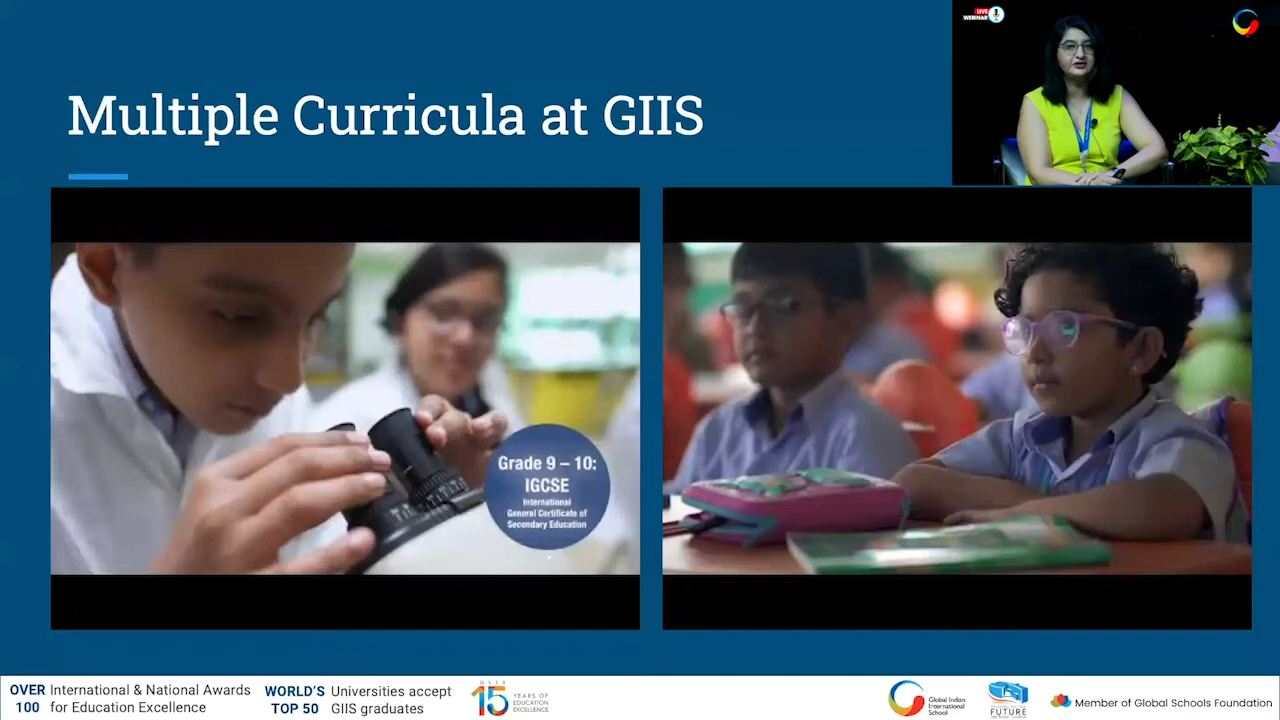 LIVE
WEBINAR
Multiple Curricula at GIIS
Grade 9 – 10:
IGCSE
International
General Certificate of
Secondary Education
OVER International & National Awards
100 for Education Excellence
WORLD'S Universities accept
TOP 50 GIIS graduates
OVER
15 YEARS OF
EDUCATION
EXCELLENCE
Global Indian
International
School
FUTURE
Member of Global Schools Foundation